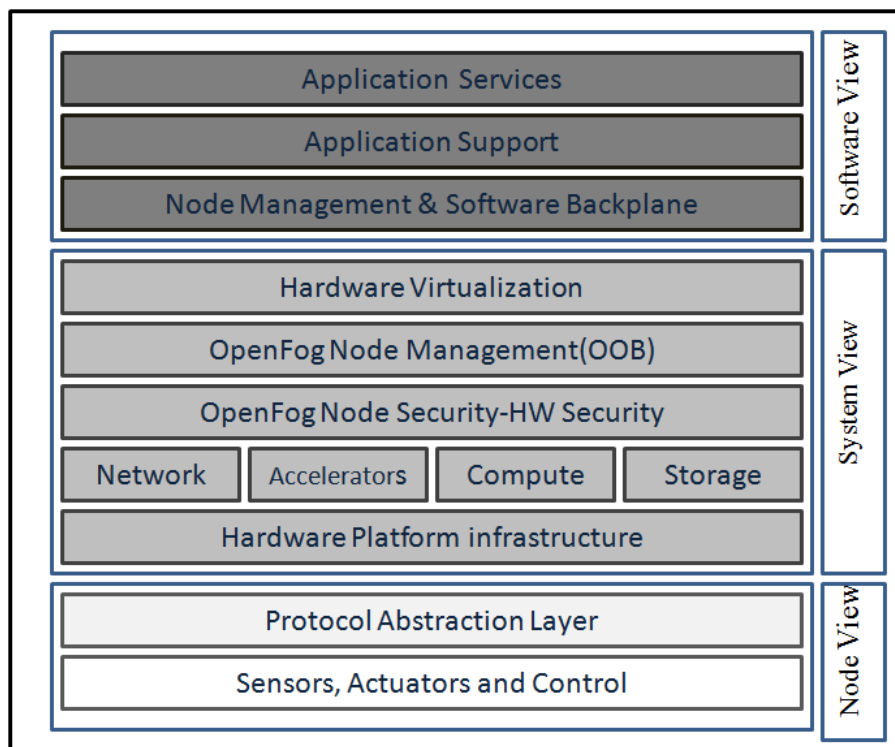 Application Services
Application Support
Node Management & Software Backplane
Software View
Hardware Virtualization
OpenFog Node Management(OOB)
OpenFog Node Security-HW Security
Network
Accelerators
Compute
Storage
Hardware Platform infrastructure
System View
Protocol Abstraction Layer
Sensors, Actuators and Control
Node View